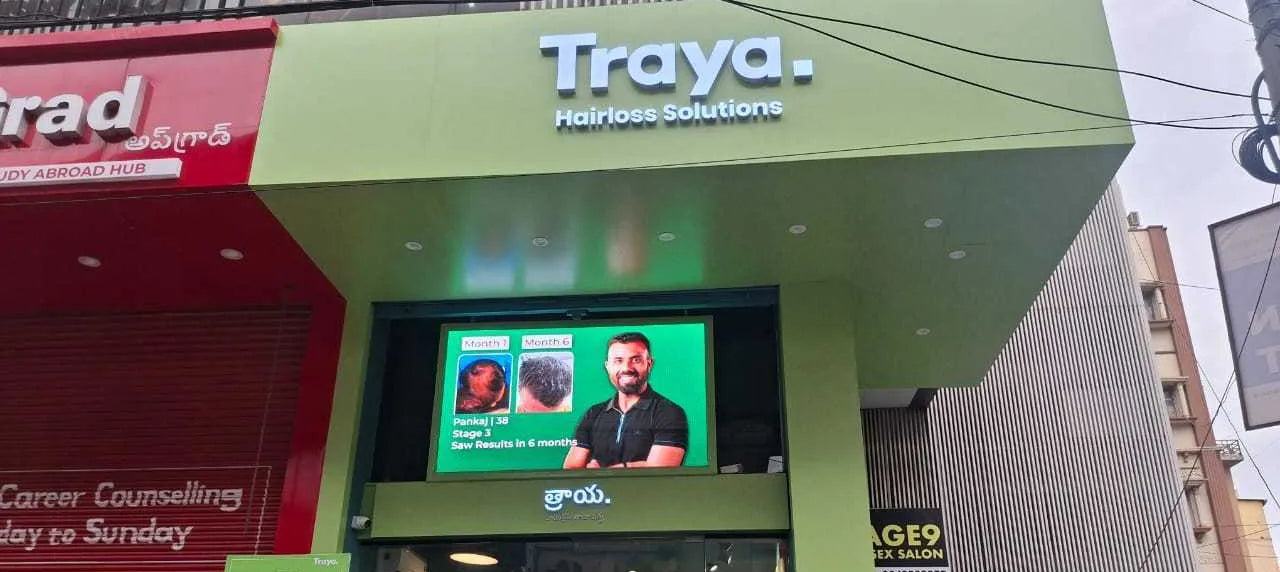 Traya.
Hairloss Solutions
rad
అప్‌గ్రాడ్
UDY ABROAD HUB
Month 1
Month 6
Pankaj | 38
Stage 3
Saw Results in 6 months
త్రాయ.
Career Counselling
day to Sunday
Traya.
AGE9
SEX SALON